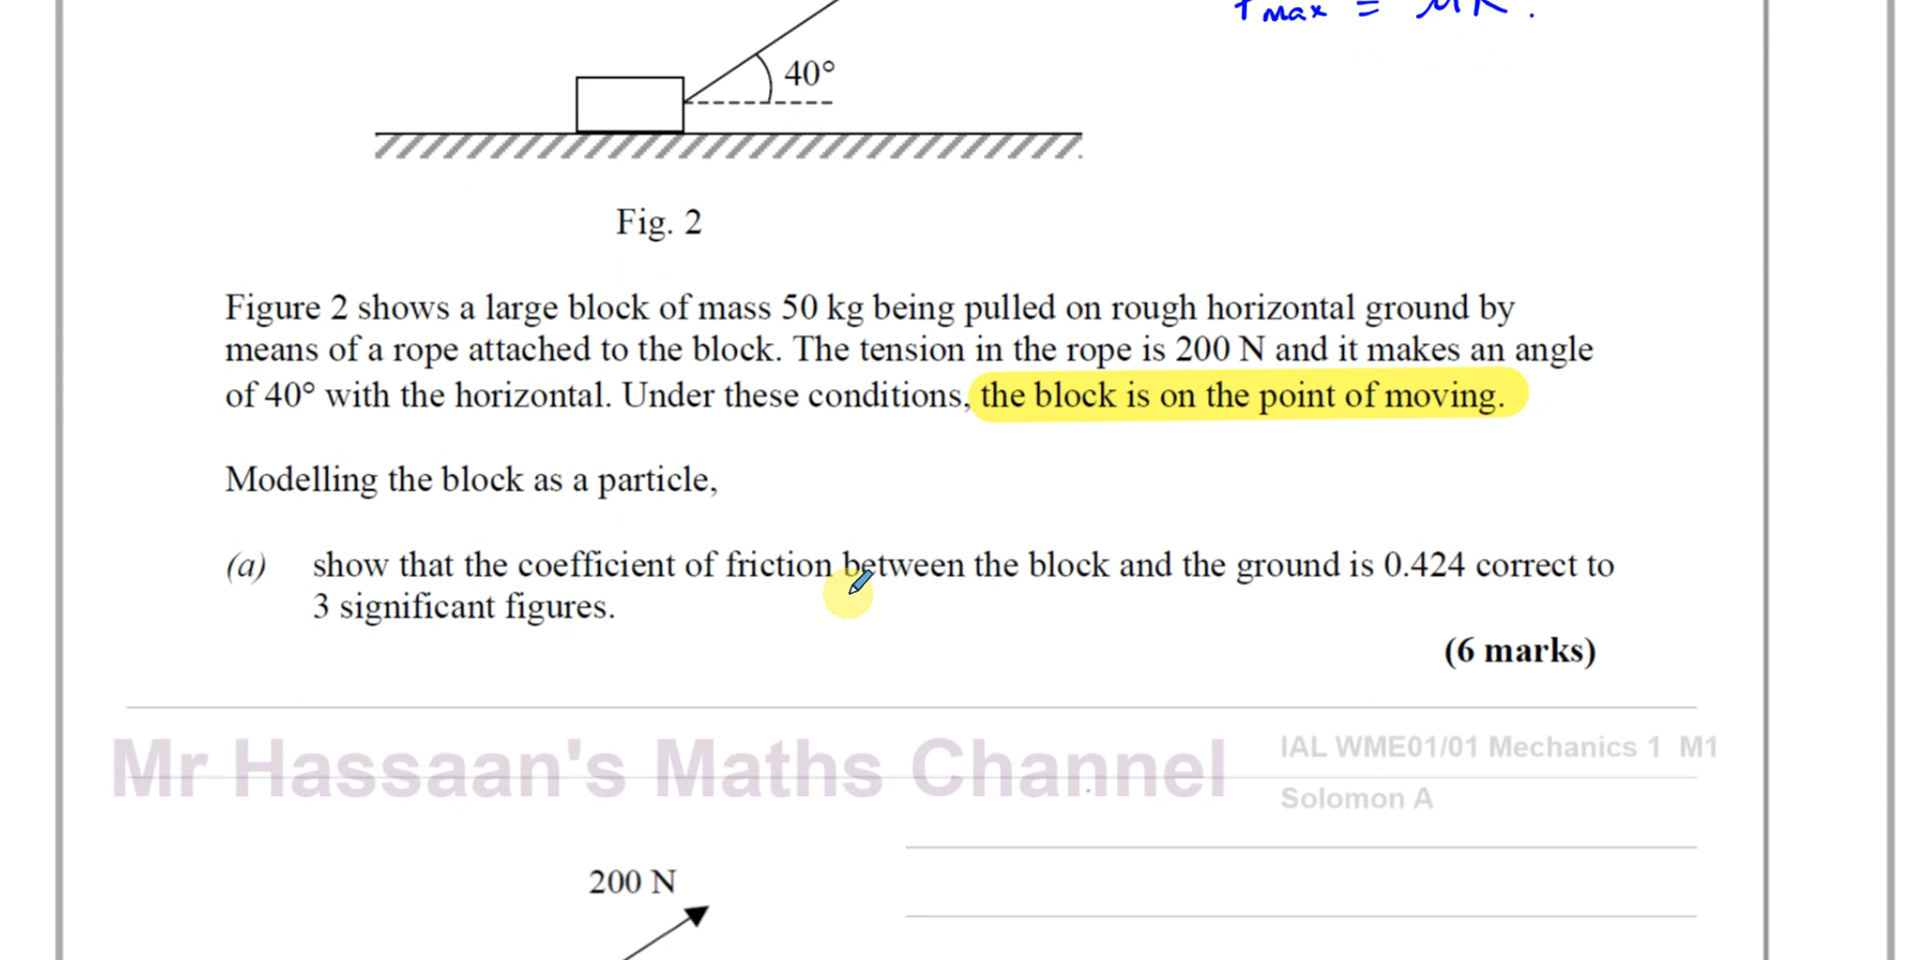 Fmax = μR.
40°
Fig. 2
Figure 2 shows a large block of mass 50 kg being pulled on rough horizontal ground by
means of a rope attached to the block. The tension in the rope is 200 N and it makes an angle
of 40° with the horizontal. Under these conditions, the block is on the point of moving.
Modelling the block as a particle,
(a) show that the coefficient of friction between the block and the ground is 0.424 correct to
3 significant figures.
(6 marks)
Mr Hassaan's Maths Channel
IAL WME01/01 Mechanics 1 M1
Solomon A
200 N